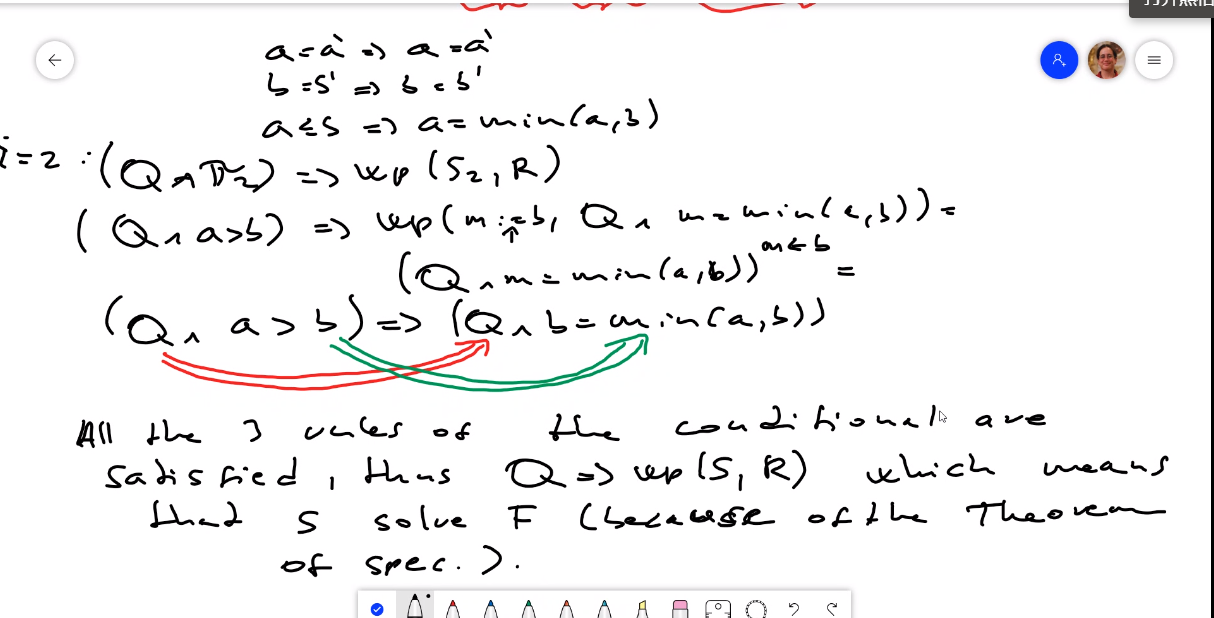 a = a' => a = a'
b = b' => b = b'
a ≤ b => a = min(a,b)
i = 2 : (Q ∧ π₂) => wp(S₂, R)
(Q ∧ a>b) => wp(m := b, Q ∧ m = min(a,b)) =
(Q ∧ m = min(a,b))^m←b =
(Q ∧ a > b) => (Q ∧ b = min(a,b))
All the 3 rules of the conditional are
satisfied, thus Q => wp(S, R) which means
that S solve F (because of the Theorem
of spec.).